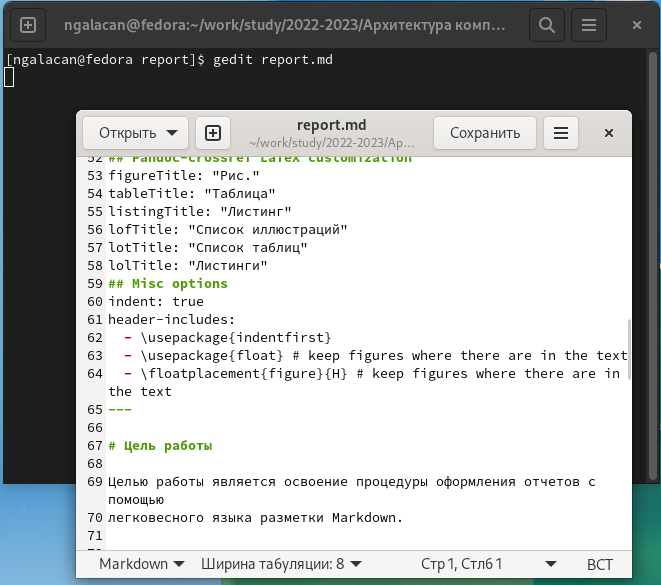 ngalacan@fedora:~/work/study/2022-2023/Архитектура комп…
[ngalacan@fedora report]$ gedit report.md
Открыть
report.md
~/work/study/2022-2023/Ар…
Сохранить
52 ## Pandoc-crossref LaTeX customization
53 figureTitle: "Рис."
54 tableTitle: "Таблица"
55 listingTitle: "Листинг"
56 lofTitle: "Список иллюстраций"
57 lotTitle: "Список таблиц"
58 lolTitle: "Листинги"
59 ## Misc options
60 indent: true
61 header-includes:
62   - \usepackage{indentfirst}
63   - \usepackage{float} # keep figures where there are in the text
64   - \floatplacement{figure}{H} # keep figures where there are in
the text
65 ---
66
67 # Цель работы
68
69 Целью работы является освоение процедуры оформления отчетов с
помощью
70 легковесного языка разметки Markdown.
71
Markdown
Ширина табуляции: 8
Стр 1, Стлб 1
ВСТ